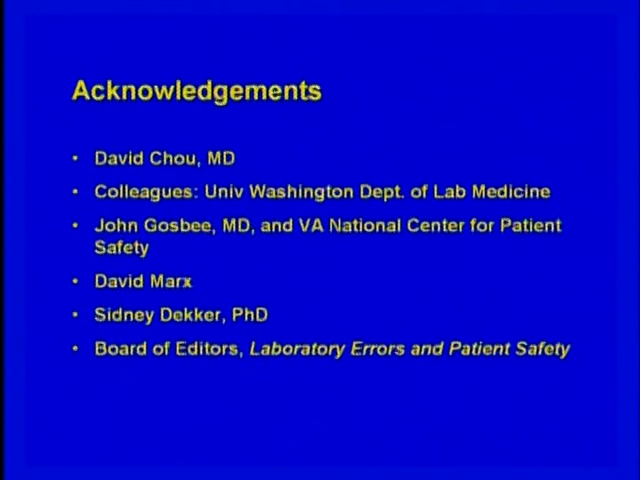 Acknowledgements
• David Chou, MD
• Colleagues: Univ Washington Dept. of Lab Medicine
• John Gosbee, MD, and VA National Center for Patient
Safety
• David Marx
• Sidney Dekker, PhD
• Board of Editors, Laboratory Errors and Patient Safety